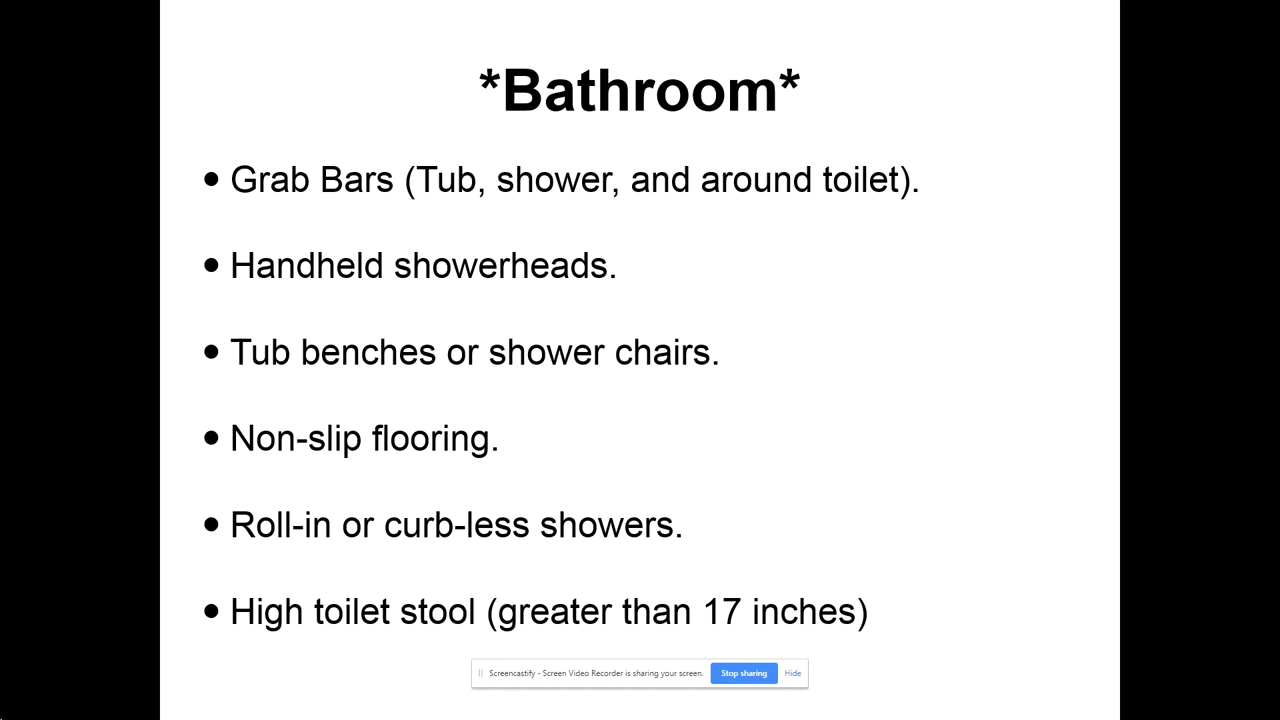 *Bathroom*
• Grab Bars (Tub, shower, and around toilet).
• Handheld showerheads.
• Tub benches or shower chairs.
• Non-slip flooring.
• Roll-in or curb-less showers.
• High toilet stool (greater than 17 inches)
Screencastify - Screen Video Recorder is sharing your screen. Stop sharing Hide